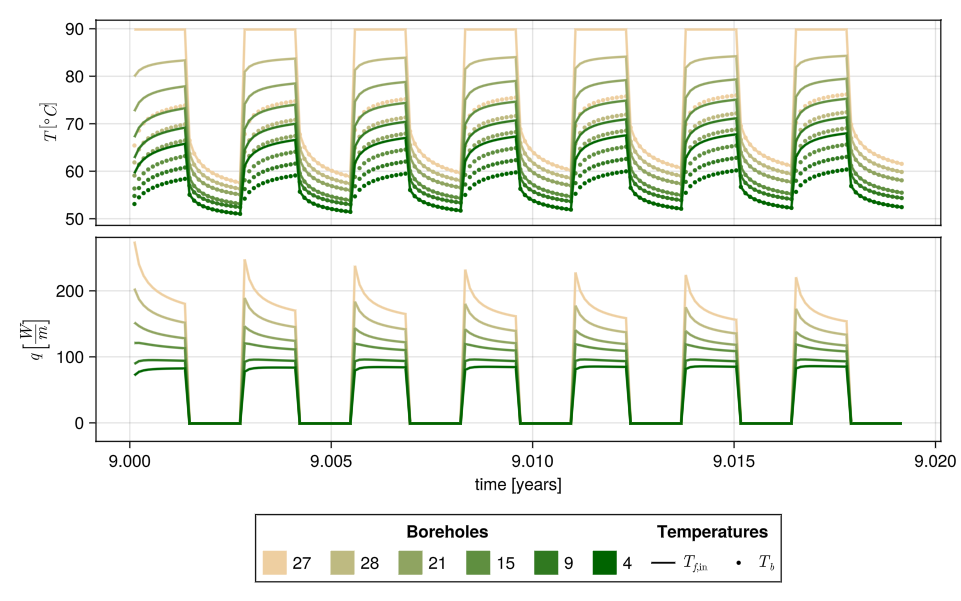 90
80
70
60
50
T [°C]
200
100
0
q [W/m]
9.000 9.005 9.010 9.015 9.020
time [years]
Boreholes Temperatures
27 28 21 15 9 4 T_{f,in} T_b